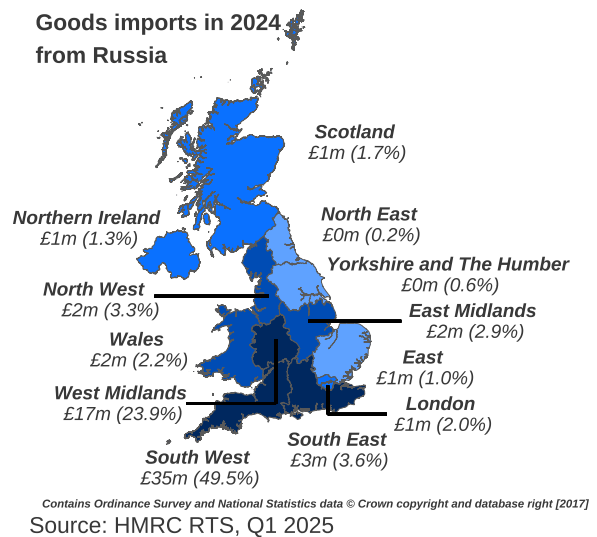 Goods imports in 2024
from Russia
Scotland
£1m (1.7%)
Northern Ireland
£1m (1.3%)
North East
£0m (0.2%)
Yorkshire and The Humber
£0m (0.6%)
North West
£2m (3.3%)
East Midlands
£2m (2.9%)
Wales
£2m (2.2%)
East
£1m (1.0%)
West Midlands
£17m (23.9%)
London
£1m (2.0%)
South East
£3m (3.6%)
South West
£35m (49.5%)
Contains Ordinance Survey and National Statistics data © Crown copyright and database right [2017]
Source: HMRC RTS, Q1 2025